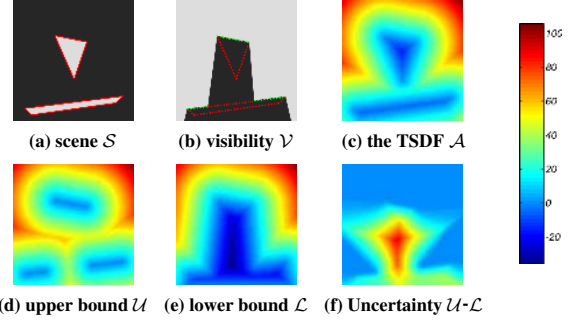 (a) scene S
(b) visibility V
(c) the TSDF A
(d) upper bound U
(e) lower bound L
(f) Uncertainty U-L
100
80
60
40
20
0
-20